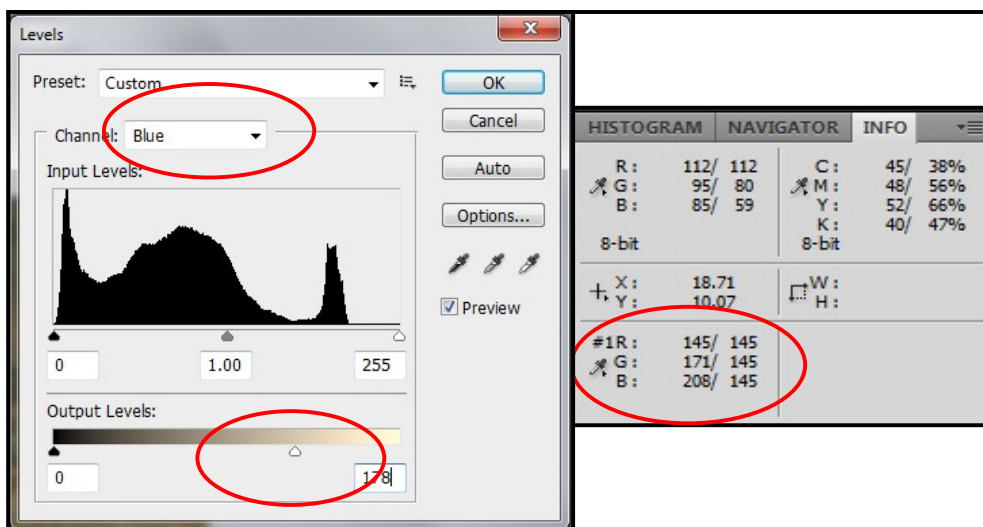 Levels
Preset: Custom
OK
Channel: Blue
Cancel
Input Levels:
Auto
Options...
Preview
0 1.00 255
Output Levels:
0 178
HISTOGRAM NAVIGATOR INFO
R: 112/ 112 C: 45/ 38%
G: 95/ 80 M: 48/ 56%
B: 85/ 59 Y: 52/ 66%
K: 40/ 47%
8-bit 8-bit
X: 18.71 W:
Y: 10.07 H:
#1R: 145/ 145
G: 171/ 145
B: 208/ 145